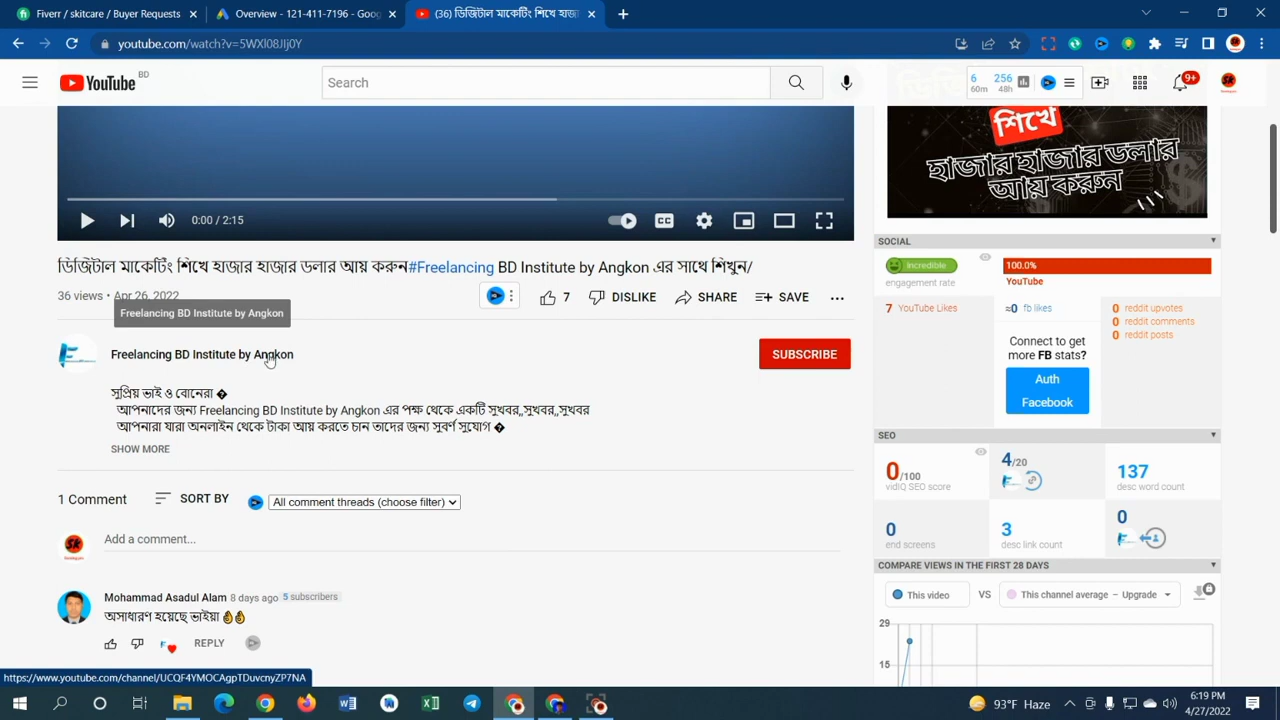 Fiverr / skitcare / Buyer Requests
Overview - 121-411-7196 - Goog
(36) ডিজিটাল মার্কেটিং শিখে হাজা
youtube.com/watch?v=5WXl08JIj0Y
YouTube BD
Search
6 60m
256 48h
9+
শিখে
হাজার হাজার ডলার
আয় করুন
0:00 / 2:15
CC
ডিজিটাল মার্কেটিং শিখে হাজার হাজার ডলার আয় করুন#Freelancing BD Institute by Angkon এর সাথে শিখুন/
36 views • Apr 26, 2022
7
DISLIKE
SHARE
SAVE
Freelancing BD Institute by Angkon
Freelancing BD Institute by Angkon
SUBSCRIBE
সুপ্রিয় ভাই ও বোনেরা �
আপনাদের জন্য Freelancing BD Institute by Angkon এর পক্ষ থেকে একটি সুখবর,,সুখবর,,সুখবর
আপনারা যারা অনলাইন থেকে টাকা আয় করতে চান তাদের জন্য সুবর্ণ সুযোগ �
SHOW MORE
1 Comment
SORT BY
All comment threads (choose filter)
Add a comment...
Mohammad Asadul Alam 8 days ago 5 subscribers
অসাধারণ হয়েছে ভাইয়া 👌👌
REPLY
SOCIAL
Incredible
engagement rate
100.0%
YouTube
7 YouTube Likes
≈0 fb likes
0 reddit upvotes
0 reddit comments
0 reddit posts
Connect to get
more FB stats?
Auth
Facebook
SEO
0/100
vidIQ SEO score
4/20
137
desc word count
0
end screens
3
desc link count
0
COMPARE VIEWS IN THE FIRST 28 DAYS
This video
VS
This channel average – Upgrade
29
15
https://www.youtube.com/channel/UCQF4YMOCAgpTDuvcnyZP7NA
93°F Haze
6:19 PM
4/27/2022